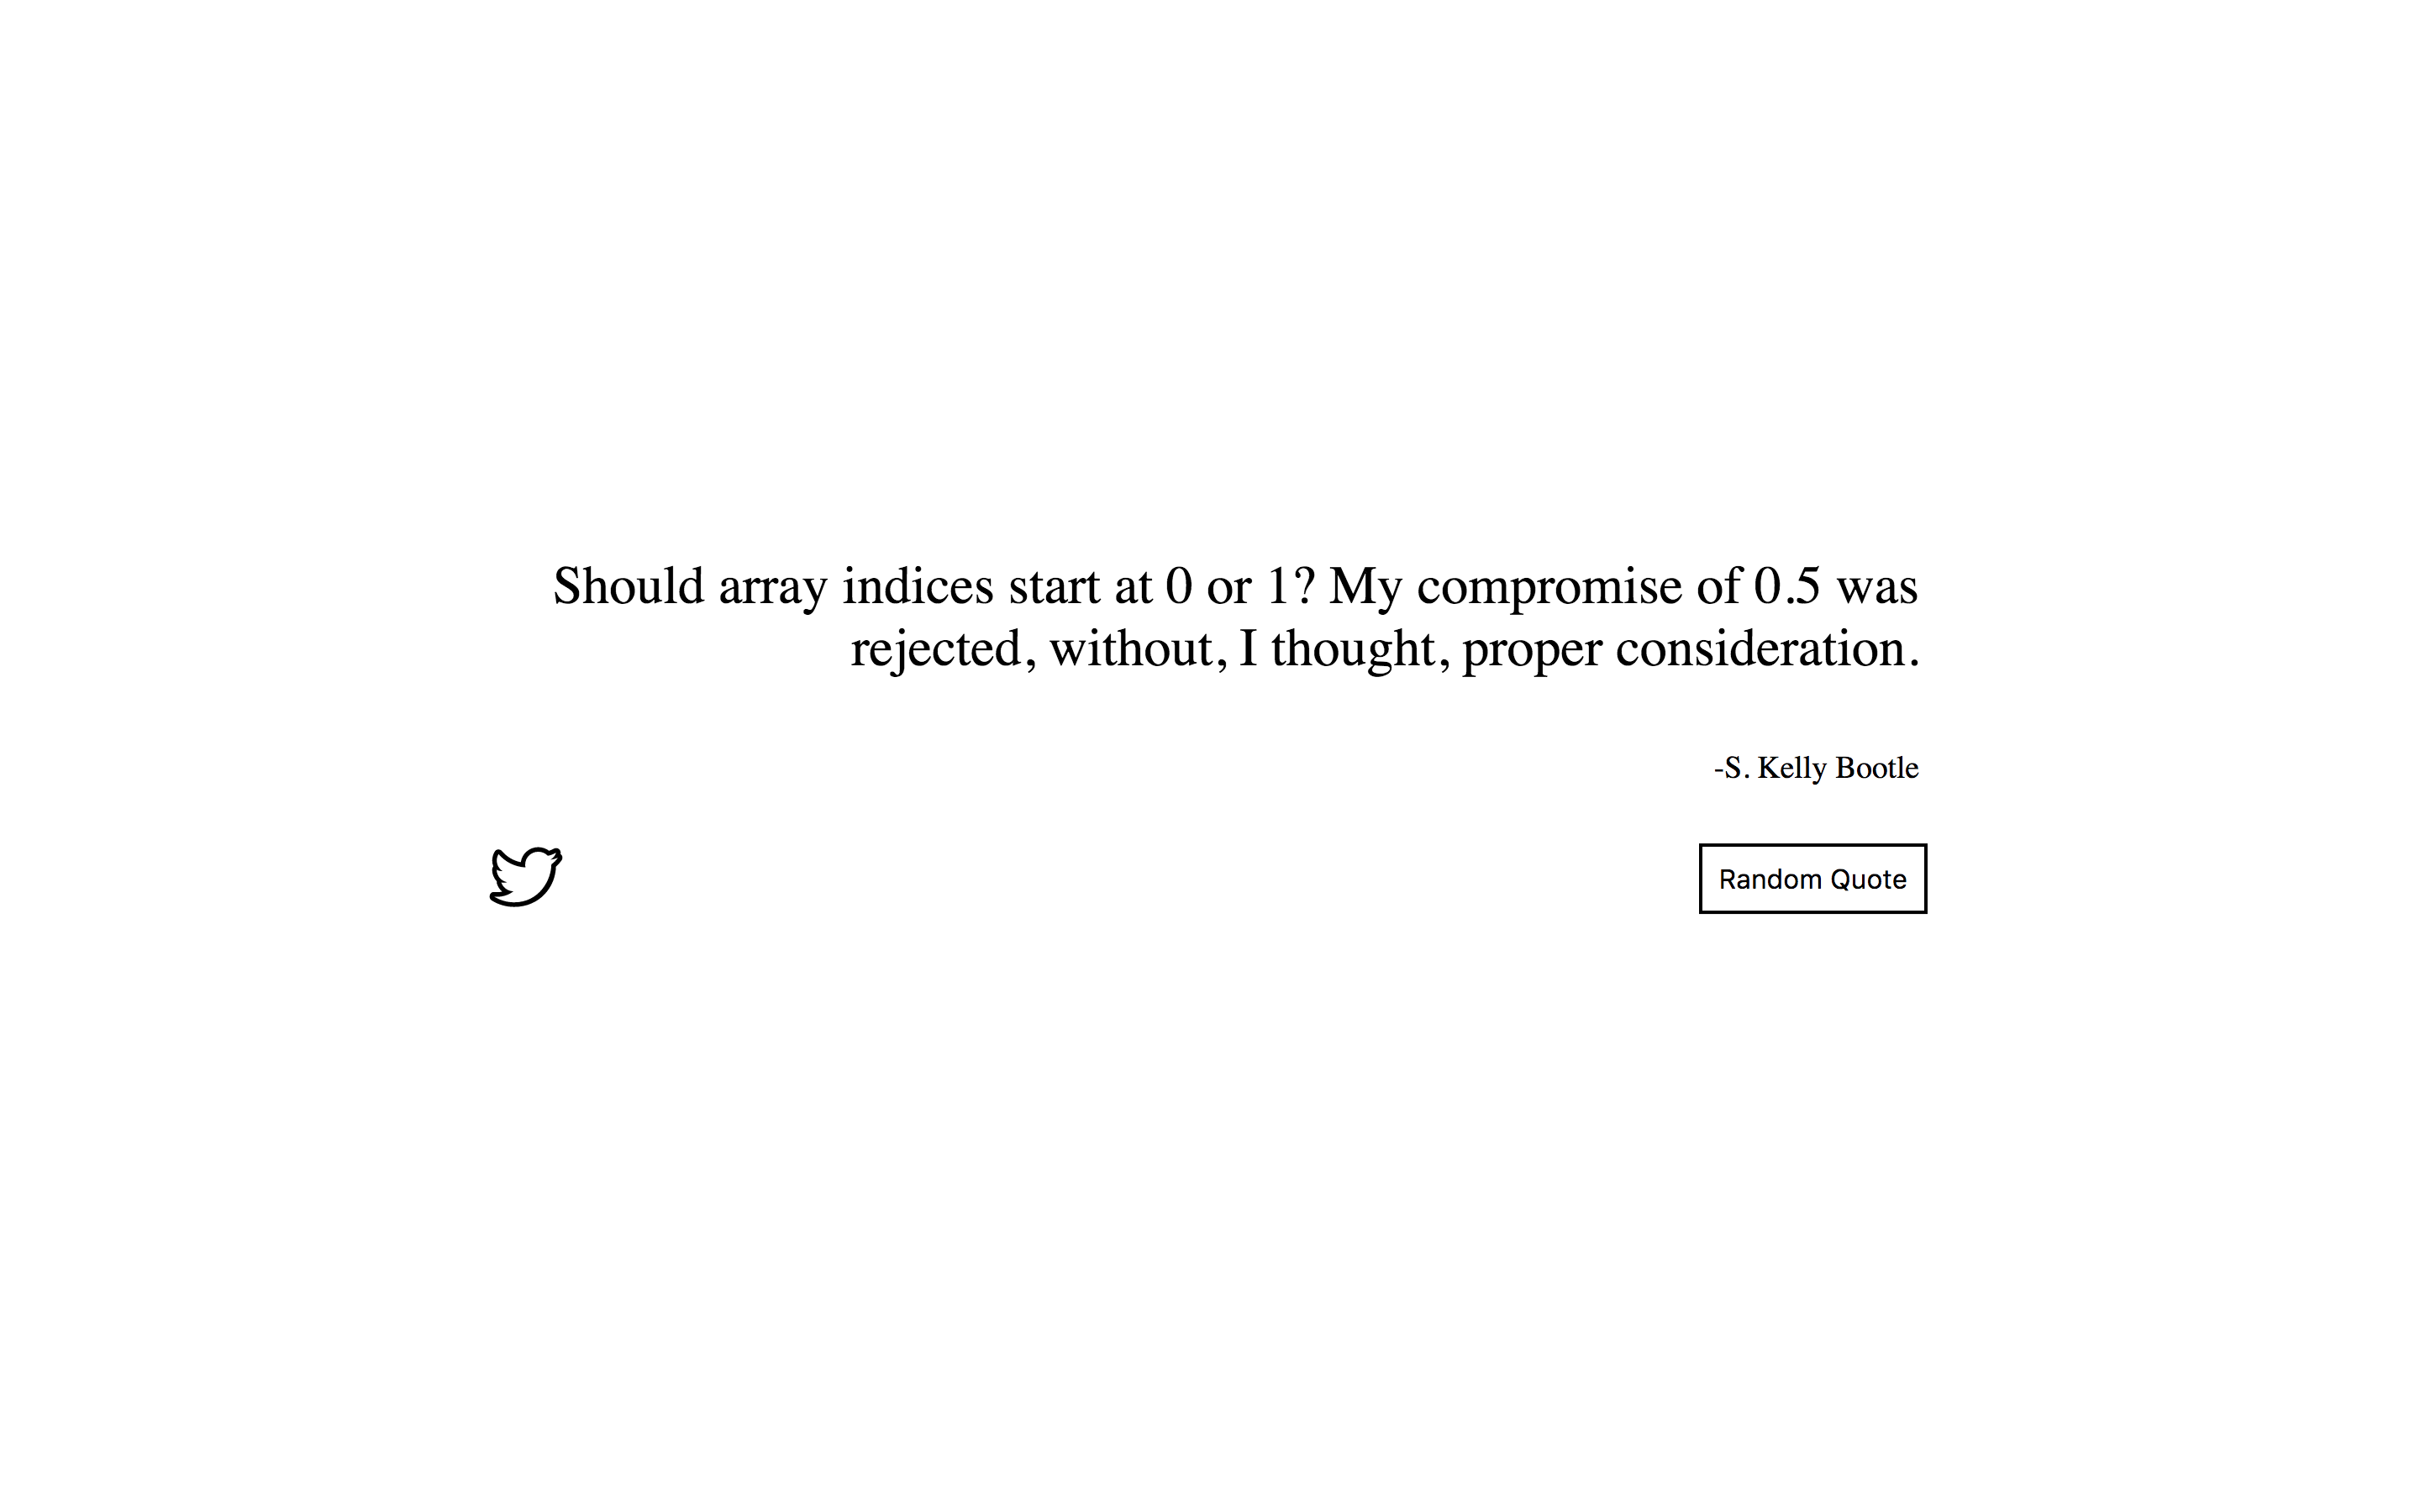 Should array indices start at 0 or 1? My compromise of 0.5 was
rejected, without, I thought, proper consideration.
-S. Kelly Bootle
Random Quote